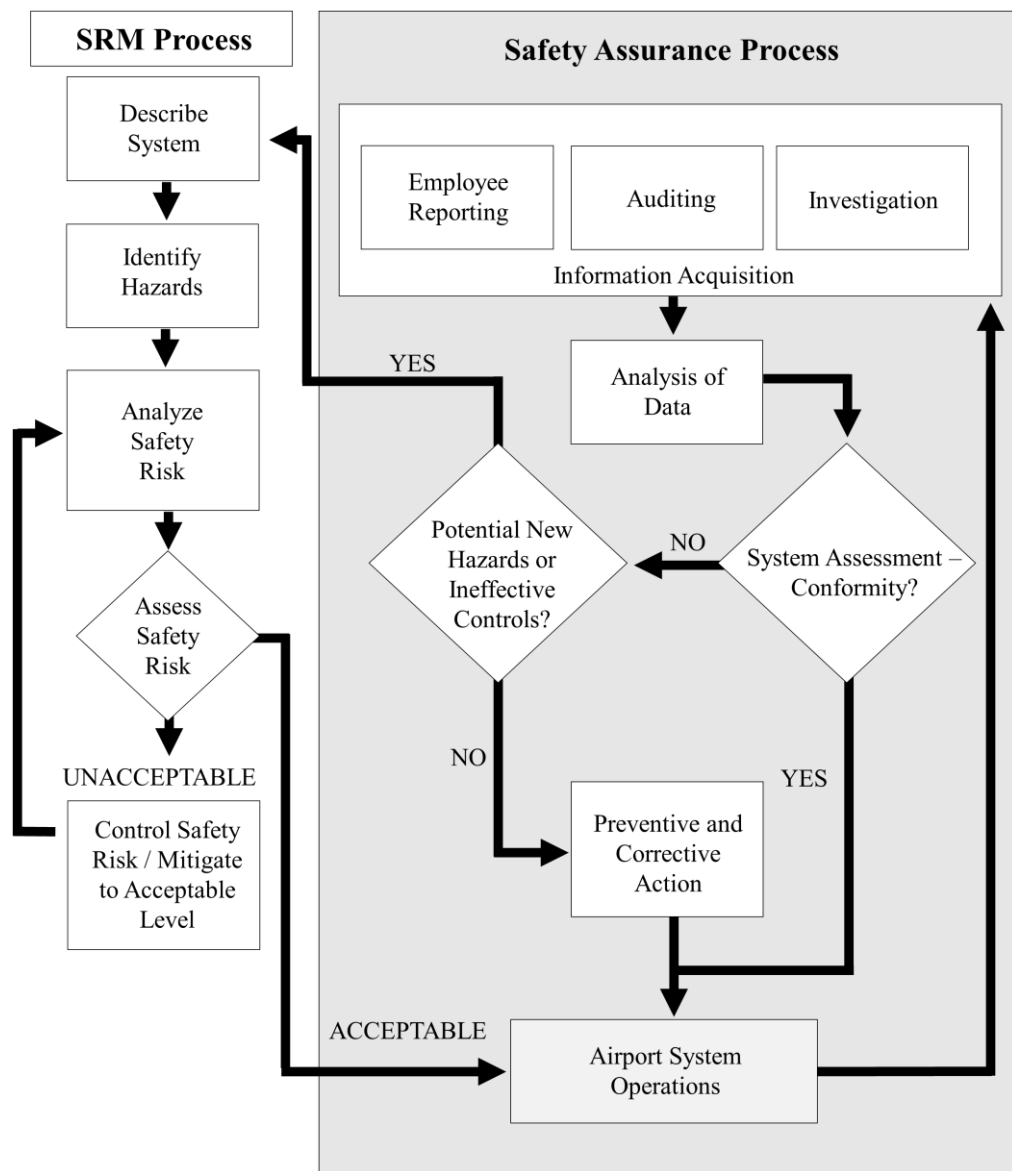 SRM Process
Describe
System
Identify
Hazards
Analyze
Safety
Risk
Assess
Safety
Risk
UNACCEPTABLE
Control Safety
Risk / Mitigate
to Acceptable
Level
Safety Assurance Process
Employee
Reporting
Auditing
Investigation
Information Acquisition
YES
Analysis of
Data
Potential New
Hazards or
Ineffective
Controls?
NO
System Assessment –
Conformity?
NO
YES
Preventive and
Corrective
Action
ACCEPTABLE
Airport System
Operations